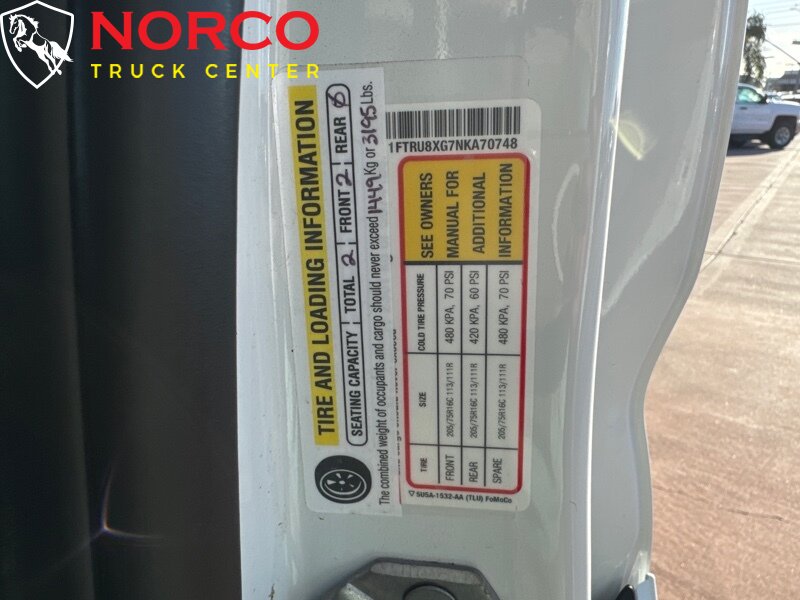 NORCO
TRUCK CENTER
TIRE AND LOADING INFORMATION
SEATING CAPACITY TOTAL 2 FRONT 2 REAR 0
The combined weight of occupants and cargo should never exceed 1449 Kg or 3195 Lbs.
1FTRU8XG7NKA70748
TIRE SIZE COLD TIRE PRESSURE SEE OWNERS
FRONT 205/75R16C 113/111R 480 KPA, 70 PSI MANUAL FOR
REAR 205/75R16C 113/111R 420 KPA, 60 PSI ADDITIONAL
SPARE 205/75R16C 113/111R 480 KPA, 70 PSI INFORMATION
5U5A-1532-AA (TLU) FoMoCo